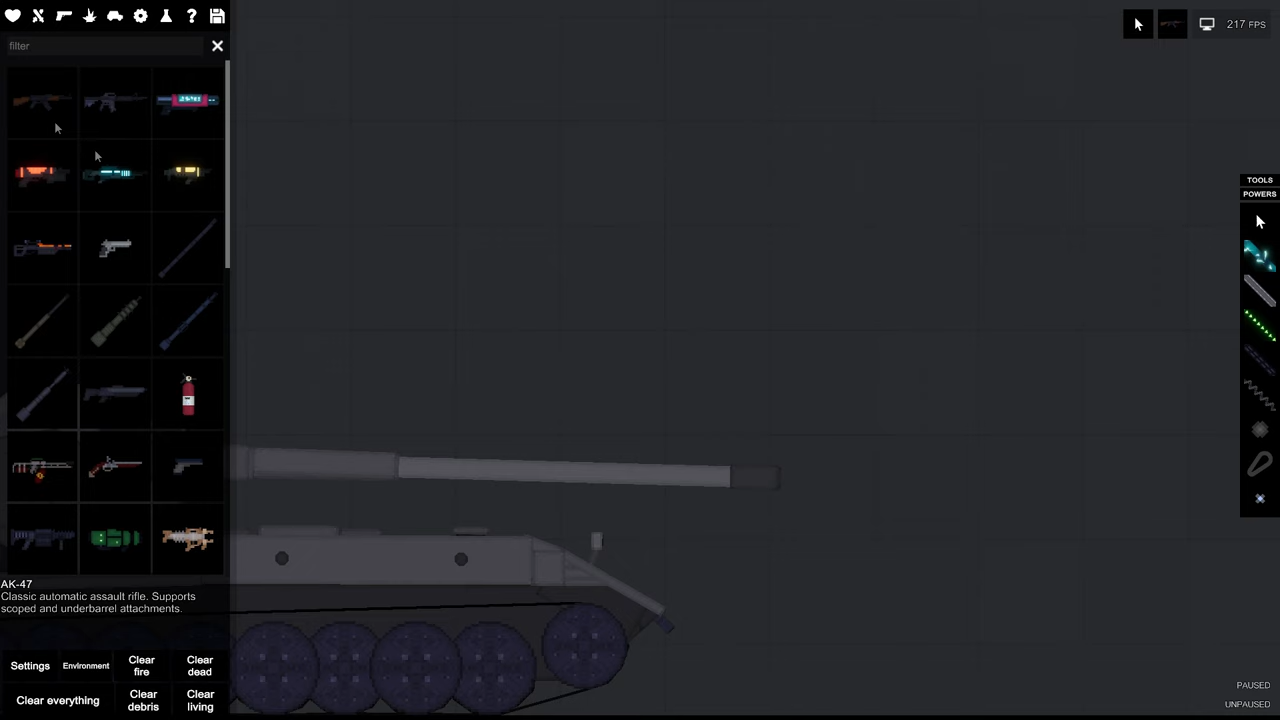 217 FPS
filter
TOOLS
POWERS
AK-47
Classic automatic assault rifle. Supports
scoped and underbarrel attachments.
Settings
Environment
Clear
fire
Clear
dead
Clear everything
Clear
debris
Clear
living
PAUSED
UNPAUSED